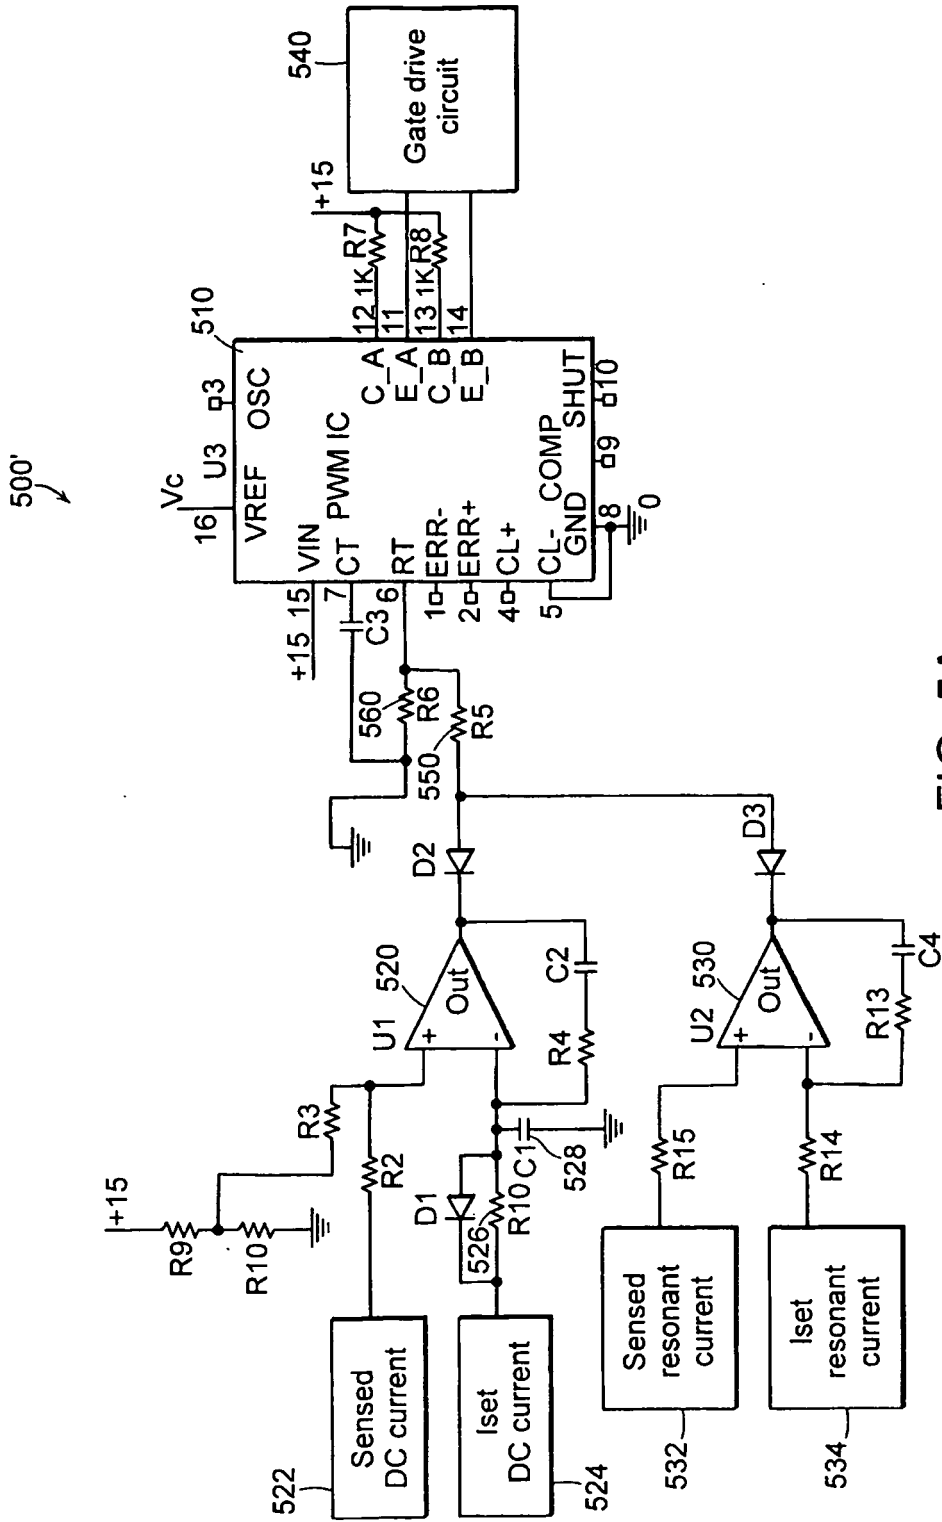 500'
+15
R9
R10
R3
R2
522
Sensed
DC current
524
Iset
DC current
D1
526
R10
C1
528
U1
520
+
-
Out
R4
C2
D2
550
R5
560
R6
C3
+15
510
16
Vc
U3
3
VREF
OSC
15
VIN
PWM IC
7
CT
6
RT
1
ERR-
2
ERR+
4
CL+
5
CL-
GND
COMP
SHUT
8
9
10
0
C_A
E_A
C_B
E_B
12
11
13
14
1K
R7
1K
R8
+15
540
Gate drive
circuit
532
Sensed
resonant
current
534
Iset
resonant
current
R15
R14
U2
530
+
-
Out
R13
C4
D3